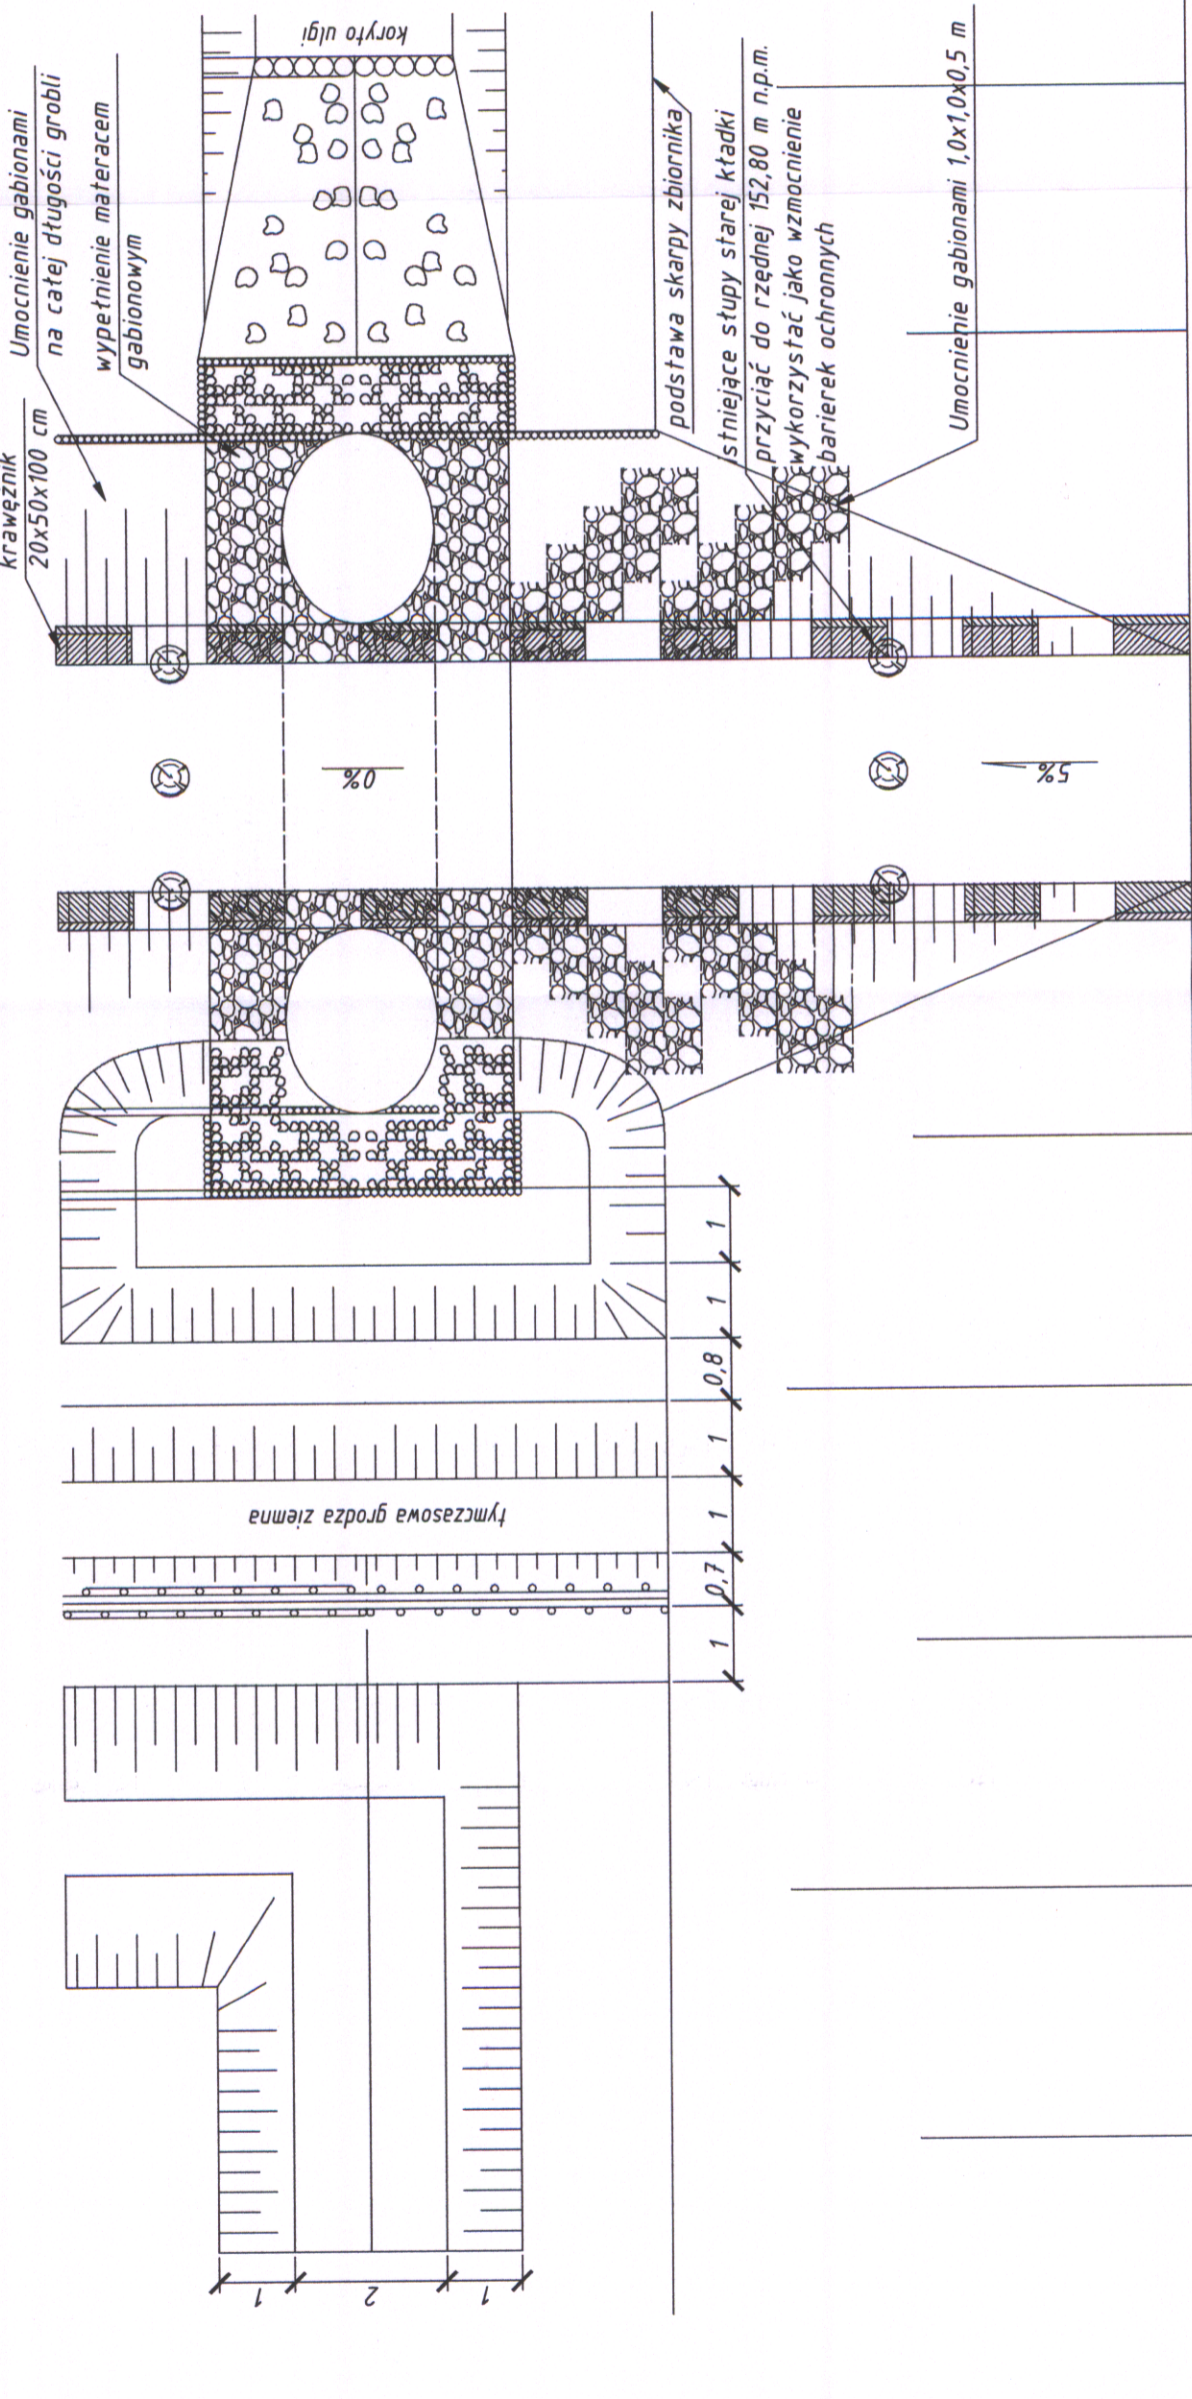 krawężnik
20x50x100 cm
Umocnienie gabionami
na całej długości grobli
wypełnienie materacem
gabionowym
koryto ulgi
podstawa skarpy zbiornika
istniejące słupy starej kładki
przyciąć do rzędnej 152,80 m n.p.m.
wykorzystać jako wzmocnienie
barierek ochronnych
Umocnienie gabionami 1,0x1,0x0,5 m
0%
5%
1
1
0,8
1
1
0,7
1
tymczasowa grodza ziemna
1
2
1